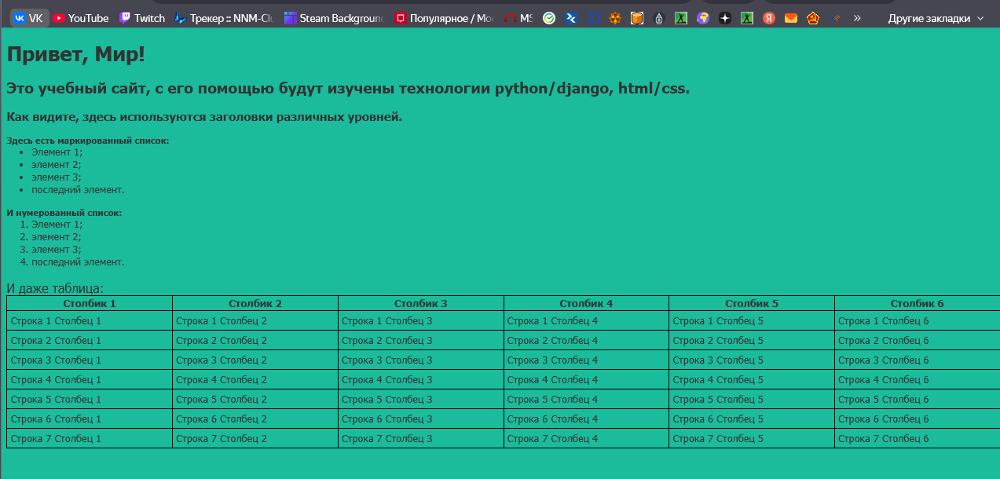 VK YouTube Twitch Трекер :: NNM-Clu Steam Background Популярное / Мо MS » Другие закладки
Привет, Мир!
Это учебный сайт, с его помощью будут изучены технологии python/django, html/css.
Как видите, здесь используются заголовки различных уровней.
Здесь есть маркированный список:
• Элемент 1;
• элемент 2;
• элемент 3;
• последний элемент.
И нумерованный список:
1. Элемент 1;
2. элемент 2;
3. элемент 3;
4. последний элемент.
И даже таблица:
Столбик 1 Столбик 2 Столбик 3 Столбик 4 Столбик 5 Столбик 6
Строка 1 Столбец 1 Строка 1 Столбец 2 Строка 1 Столбец 3 Строка 1 Столбец 4 Строка 1 Столбец 5 Строка 1 Столбец 6
Строка 2 Столбец 1 Строка 2 Столбец 2 Строка 2 Столбец 3 Строка 2 Столбец 4 Строка 2 Столбец 5 Строка 2 Столбец 6
Строка 3 Столбец 1 Строка 3 Столбец 2 Строка 3 Столбец 3 Строка 3 Столбец 4 Строка 3 Столбец 5 Строка 3 Столбец 6
Строка 4 Столбец 1 Строка 4 Столбец 2 Строка 4 Столбец 3 Строка 4 Столбец 4 Строка 4 Столбец 5 Строка 4 Столбец 6
Строка 5 Столбец 1 Строка 5 Столбец 2 Строка 5 Столбец 3 Строка 5 Столбец 4 Строка 5 Столбец 5 Строка 5 Столбец 6
Строка 6 Столбец 1 Строка 6 Столбец 2 Строка 6 Столбец 3 Строка 6 Столбец 4 Строка 6 Столбец 5 Строка 6 Столбец 6
Строка 7 Столбец 1 Строка 7 Столбец 2 Строка 7 Столбец 3 Строка 7 Столбец 4 Строка 7 Столбец 5 Строка 7 Столбец 6